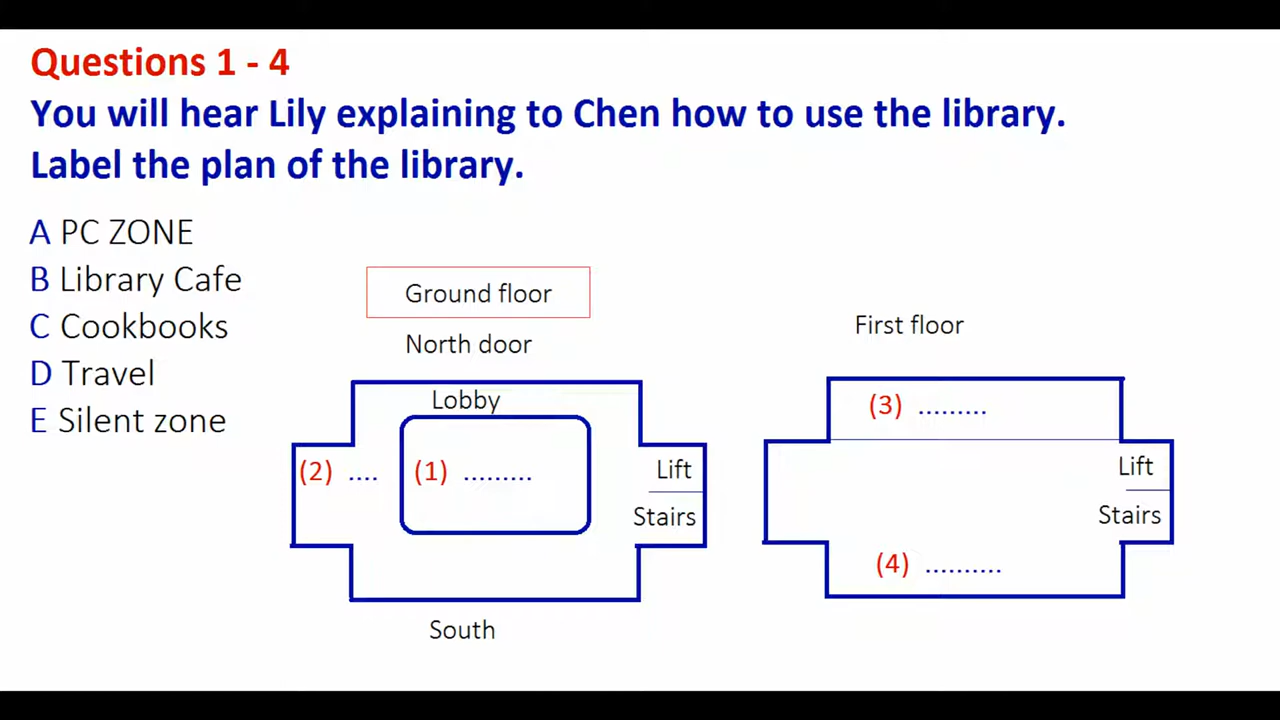 Questions 1 - 4
You will hear Lily explaining to Chen how to use the library.
Label the plan of the library.
A PC ZONE
B Library Cafe
C Cookbooks
D Travel
E Silent zone
Ground floor
North door
Lobby
(2) ....
(1) .........
Lift
Stairs
South
First floor
(3) .........
Lift
Stairs
(4) ..........